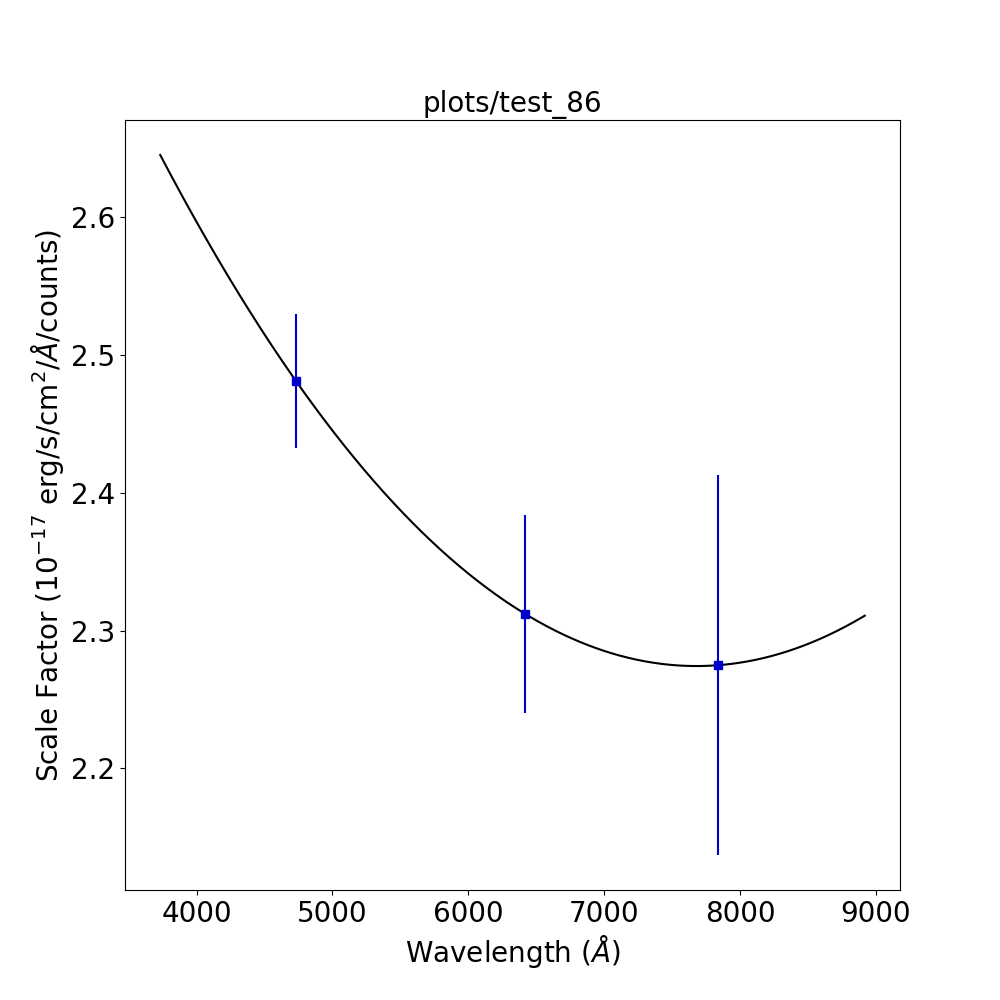 plots/test_86
Scale Factor (10⁻¹⁷ erg/s/cm²/Å/counts)
2.6
2.5
2.4
2.3
2.2
4000 5000 6000 7000 8000 9000
Wavelength (Å)